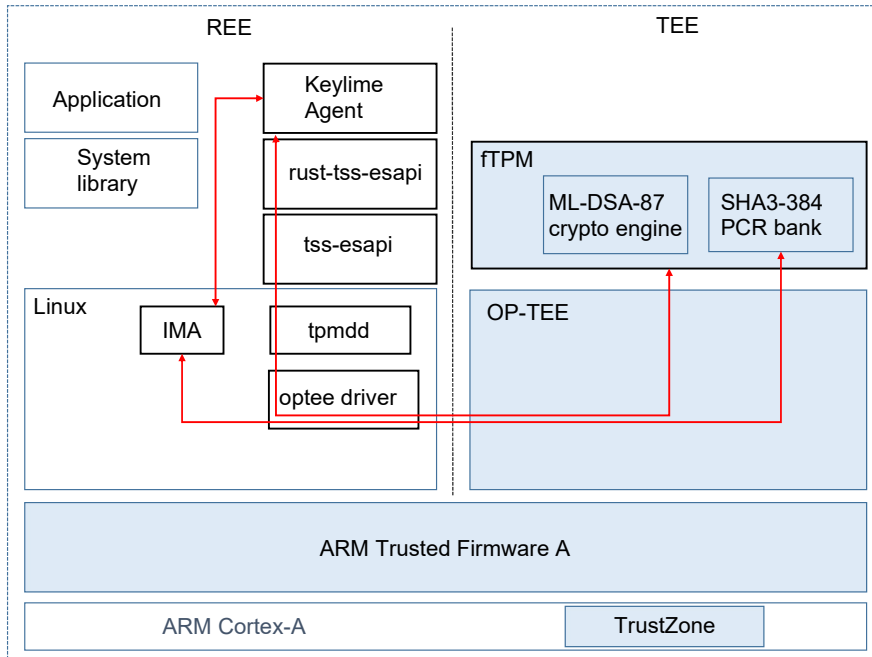 REE
TEE
Application
Keylime
Agent
System
library
rust-tss-esapi
tss-esapi
fTPM
ML-DSA-87
crypto engine
SHA3-384
PCR bank
Linux
IMA
tpmdd
optee driver
OP-TEE
ARM Trusted Firmware A
ARM Cortex-A
TrustZone